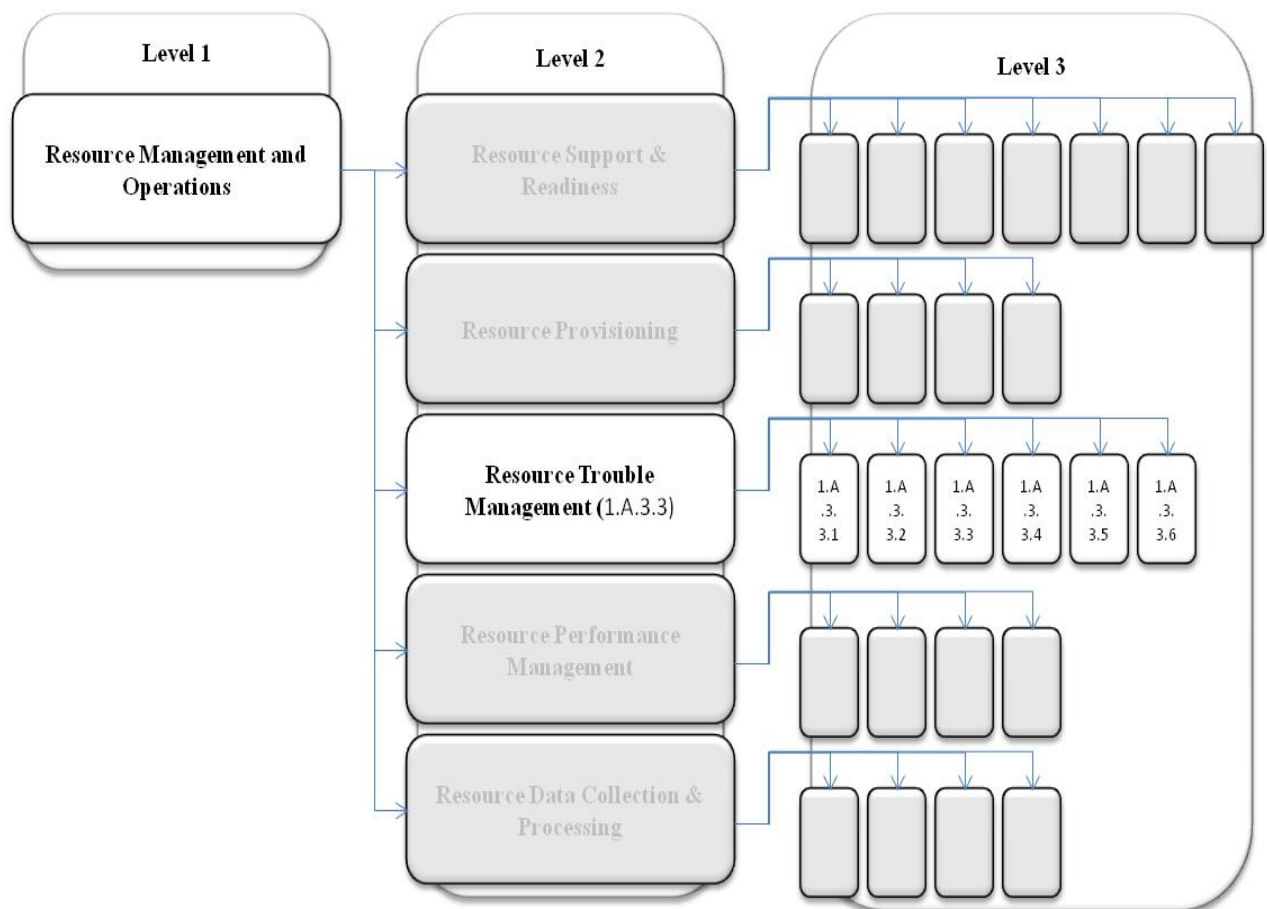 Level 1
Level 2
Level 3
Resource Management and
Operations
Resource Support &
Readiness
Resource Provisioning
Resource Trouble
Management (1.A.3.3)
1.A
.3.
3.1
1.A
.3.
3.2
1.A
.3.
3.3
1.A
.3.
3.4
1.A
.3.
3.5
1.A
.3.
3.6
Resource Performance
Management
Resource Data Collection &
Processing